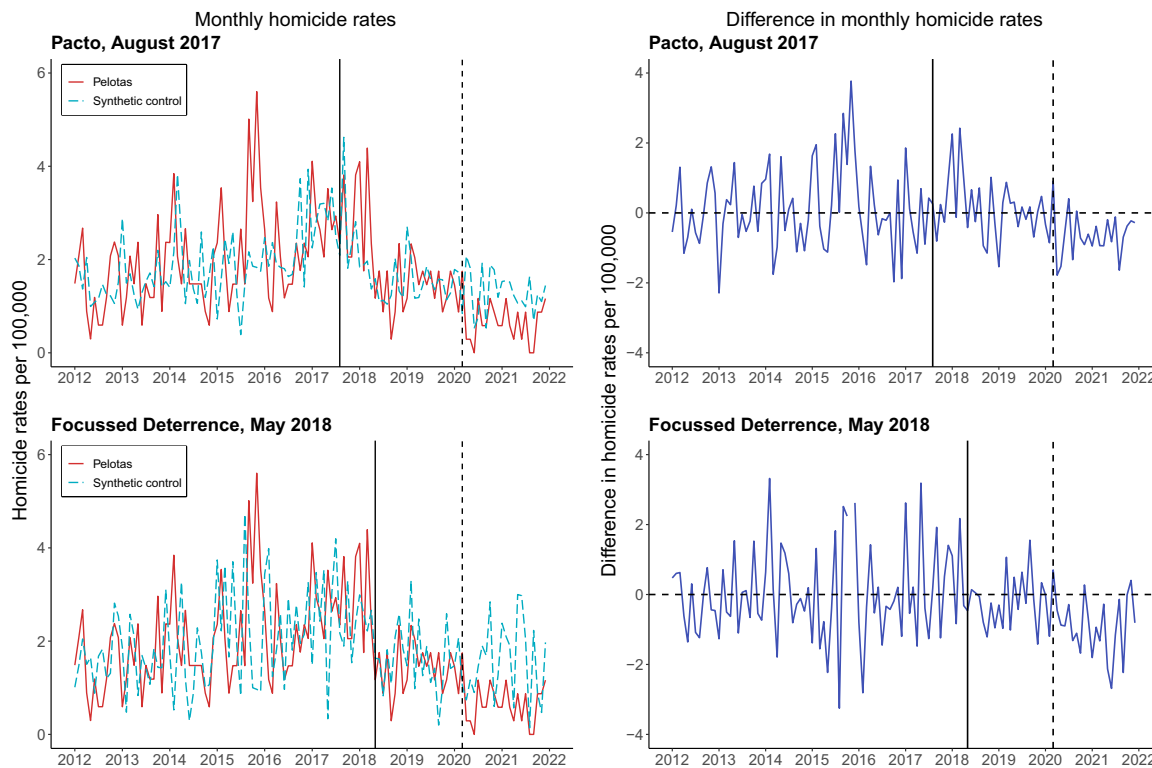 Monthly homicide rates
Pacto, August 2017
Pelotas
Synthetic control
6
4
2
0
2012 2013 2014 2015 2016 2017 2018 2019 2020 2021 2022
Difference in monthly homicide rates
Pacto, August 2017
4
2
0
−2
−4
2012 2013 2014 2015 2016 2017 2018 2019 2020 2021 2022
Homicide rates per 100,000
Difference in homicide rates per 100,000
Focussed Deterrence, May 2018
Pelotas
Synthetic control
6
4
2
0
2012 2013 2014 2015 2016 2017 2018 2019 2020 2021 2022
Focussed Deterrence, May 2018
4
2
0
−2
−4
2012 2013 2014 2015 2016 2017 2018 2019 2020 2021 2022